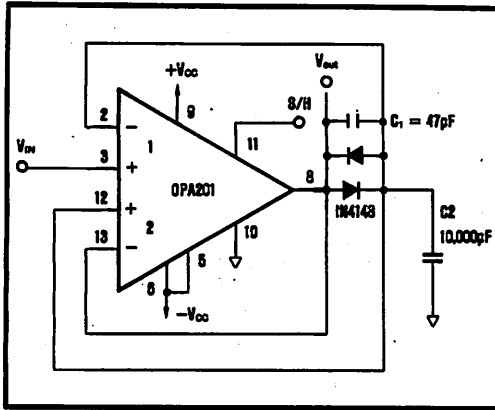 +Vcc
9
S/H
Vout
C1 = 47pF
2
−
1
11
VIN
3
+
12
+
OPA201
8
1N4148
13
−
2
10
C2
10,000pF
5
6
−Vcc